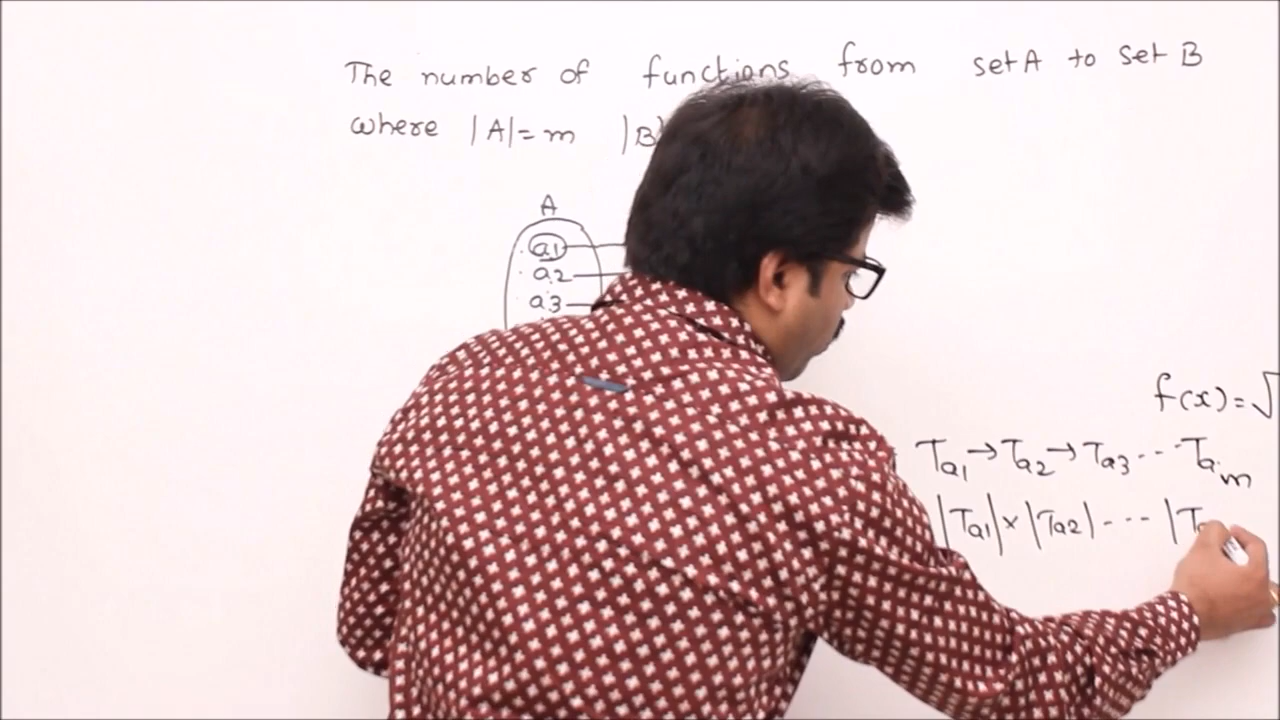 The number of functions from set A to set B
where |A|=m |B
A
a1
a2
a3
f(x)=√
Ta1→Ta2→Ta3--- Tam
|Ta1|×|Ta2|---- |T